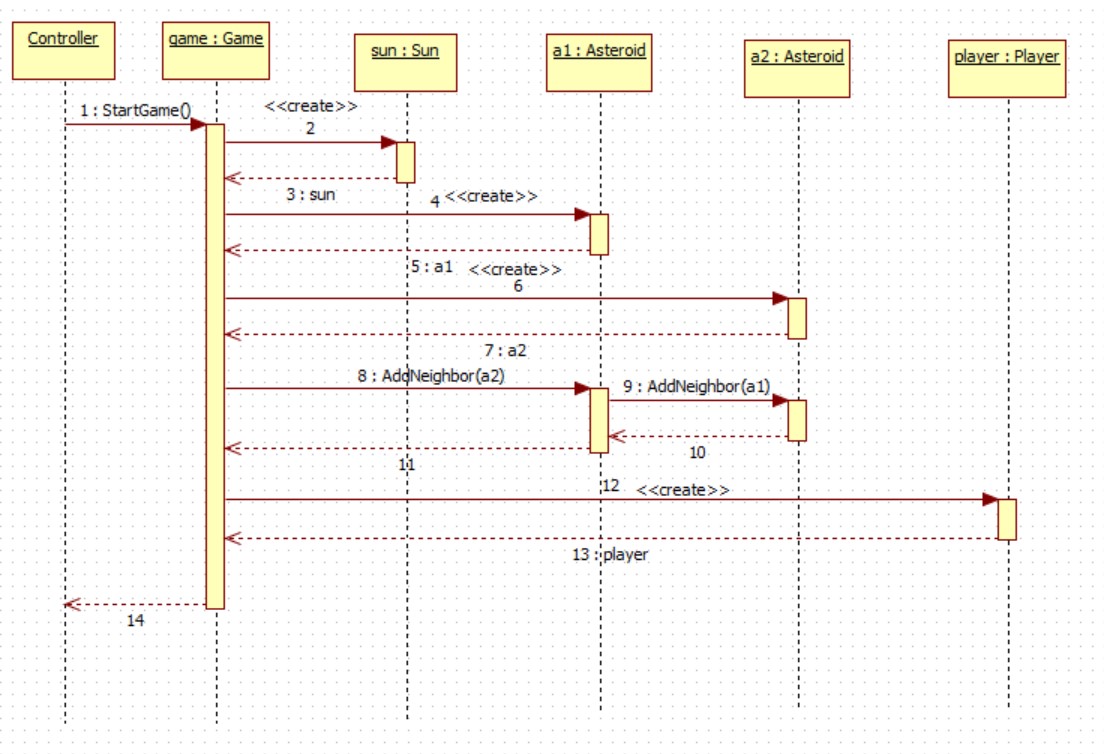 Controller
game : Game
sun : Sun
a1 : Asteroid
a2 : Asteroid
player : Player
1 : StartGame()
<<create>>
2
3 : sun
4 <<create>>
5 : a1
<<create>>
6
7 : a2
8 : AddNeighbor(a2)
9 : AddNeighbor(a1)
10
11
12 <<create>>
13 : player
14